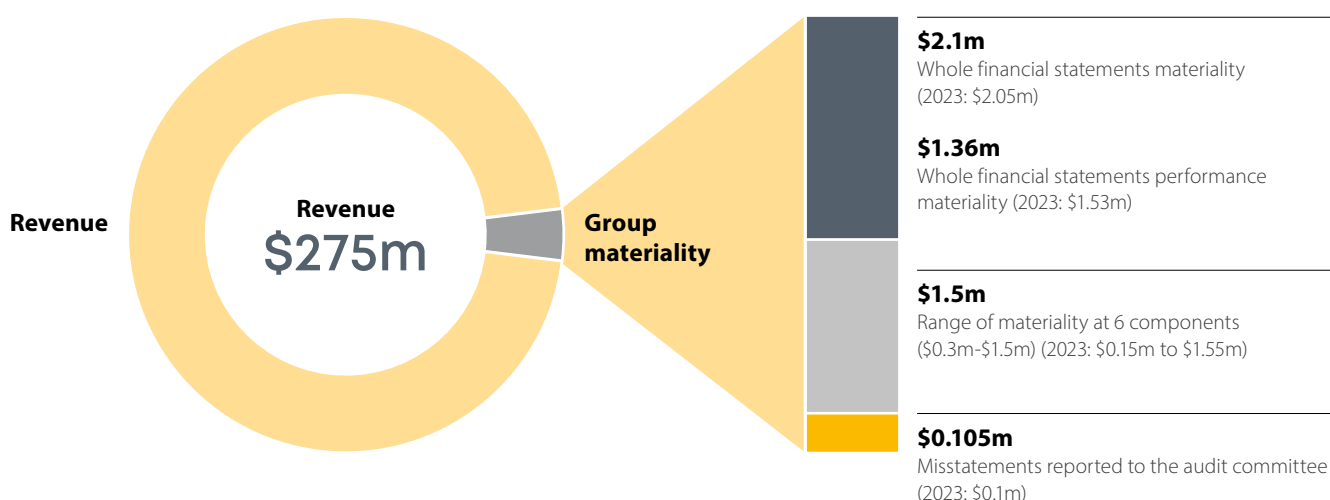 Revenue
Revenue
$275m
Group
materiality
$2.1m
Whole financial statements materiality
(2023: $2.05m)
$1.36m
Whole financial statements performance
materiality (2023: $1.53m)
$1.5m
Range of materiality at 6 components
($0.3m-$1.5m) (2023: $0.15m to $1.55m)
$0.105m
Misstatements reported to the audit committee
(2023: $0.1m)